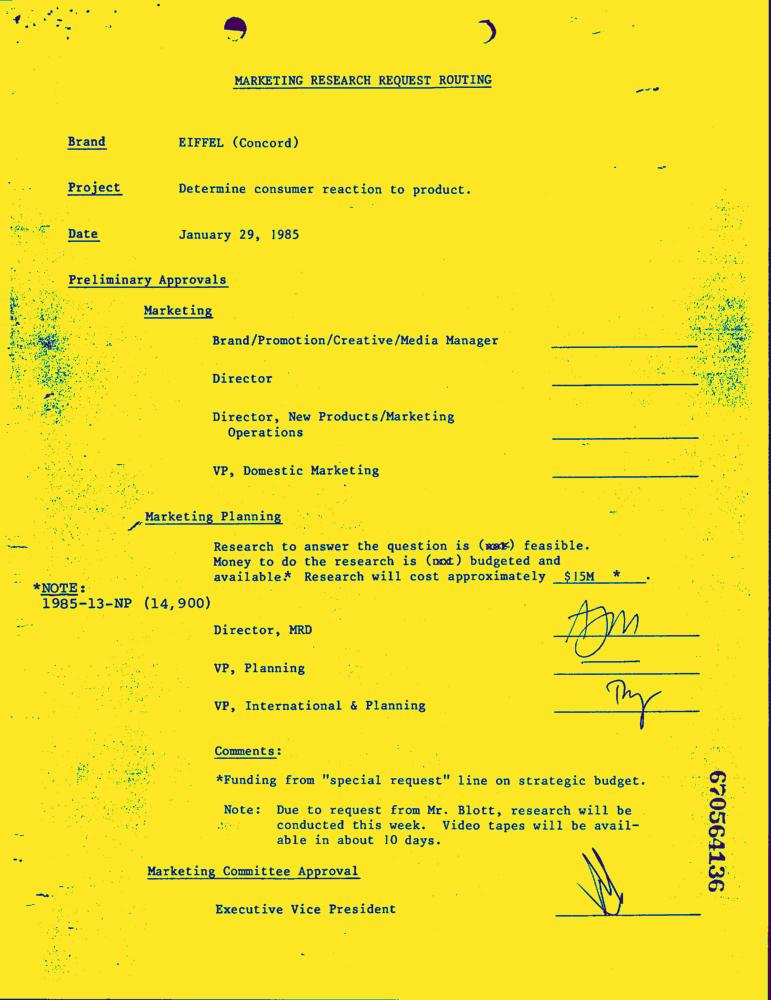 MARKETING RESEARCH REQUEST ROUTING
Brand EIFFEL (Concord)
Project Determine consumer reaction to product.
Date January 29, 1985
Preliminary Approvals
Marketing
Brand/Promotion/Creative/Media Manager
Director
Director, New Products/Marketing
Operations
VP, Domestic Marketing
Marketing Planning
Research to answer the question is (not) feasible.
Money to do the research is (not) budgeted and
available.* Research will cost approximately $15M * .
*NOTE:
1985-13-NP (14,900)
Director, MRD
VP, Planning
VP, International & Planning
Comments:
*Funding from "special request" line on strategic budget.
Note: Due to request from Mr. Blott, research will be
conducted this week. Video tapes will be avail-
able in about 10 days.
Marketing Committee Approval
Executive Vice President
670564136